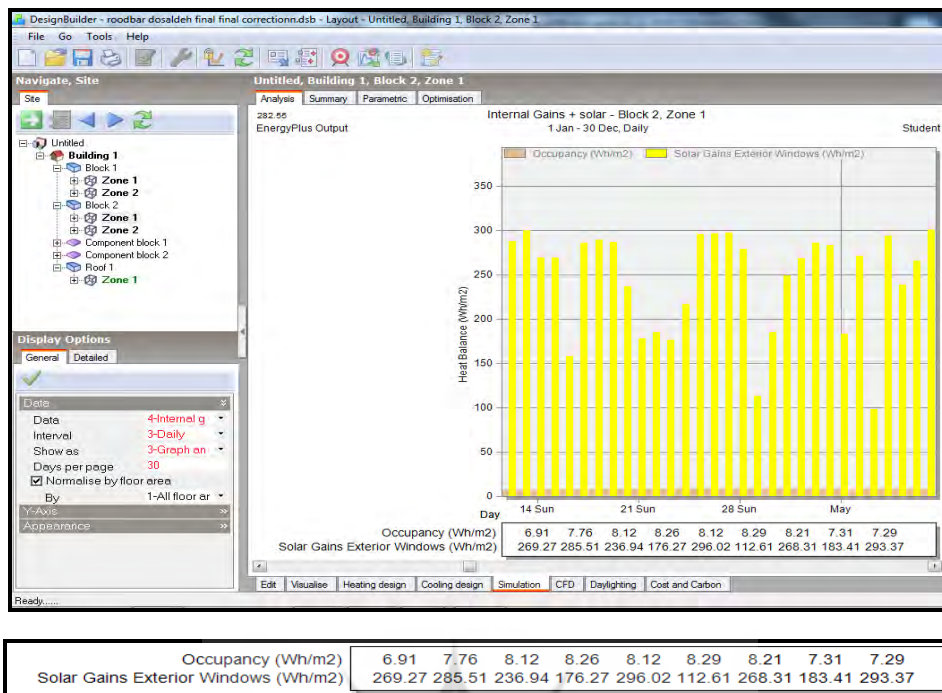 DesignBuilder - roodbar dosaldeh final final correctionn.dsb - Layout - Untitled, Building 1, Block 2, Zone 1
File Go Tools Help
Navigate, Site
Site
Untitled
Building 1
Block 1
Zone 1
Zone 2
Block 2
Zone 1
Zone 2
Component block 1
Component block 2
Roof 1
Zone 1
Display Options
General Detailed
Data
Data 4-Internal g
Interval 3-Daily
Show as 3-Graph an
Days per page 30
Normalise by floor area
By 1-All floor ar
Y-Axis
Appearance
Untitled, Building 1, Block 2, Zone 1
Analysis Summary Parametric Optimisation
282.55 Internal Gains + solar - Block 2, Zone 1
EnergyPlus Output 1 Jan - 30 Dec, Daily Student
Occupancy (Wh/m2) Solar Gains Exterior Windows (Wh/m2)
Heat Balance (Wh/m2)
350
300
250
200
150
100
50
0
Day 14 Sun 21 Sun 28 Sun May
Occupancy (Wh/m2) 6.91 7.76 8.12 8.26 8.12 8.29 8.21 7.31 7.29
Solar Gains Exterior Windows (Wh/m2) 269.27 285.51 236.94 176.27 296.02 112.61 268.31 183.41 293.37
Edit Visualise Heating design Cooling design Simulation CFD Daylighting Cost and Carbon
Ready......
Occupancy (Wh/m2) 6.91 7.76 8.12 8.26 8.12 8.29 8.21 7.31 7.29
Solar Gains Exterior Windows (Wh/m2) 269.27 285.51 236.94 176.27 296.02 112.61 268.31 183.41 293.37